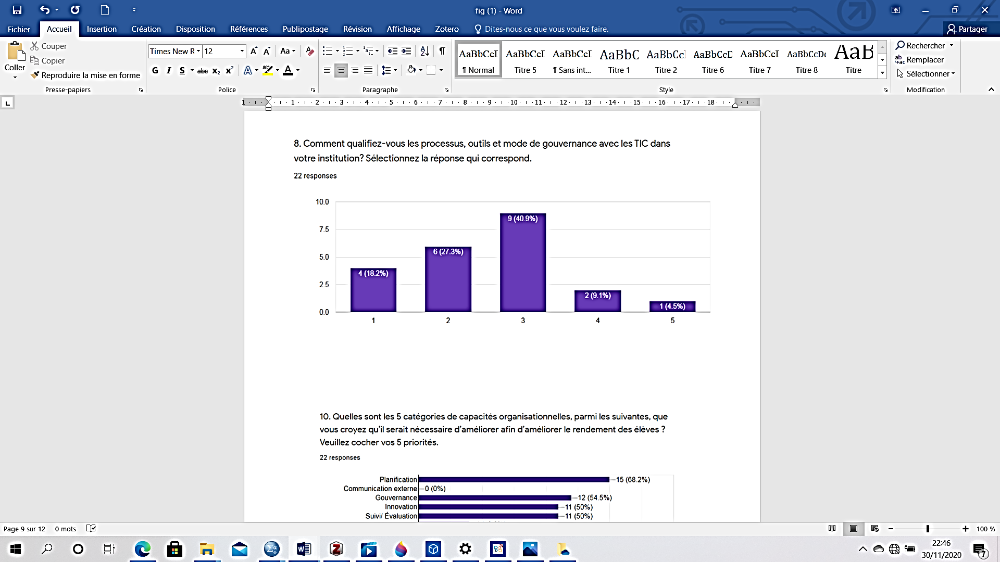 fig (1) - Word
Fichier Accueil Insertion Création Disposition Références Publipostage Révision Affichage Zotero Dites-nous ce que vous voulez faire. Partager
Coller
Couper
Copier
Reproduire la mise en forme
Presse-papiers
Times New R 12
Aa
G I S abc x₂ x² A ab A
Police
Paragraphe
AaBbCcI AaBbCcI AaBbCcI AaBbC AaBbCcI AaBbCcD AaBbCcI AaBbCcDc AaB
¶ Normal Titre 5 ¶ Sans int... Titre 1 Titre 2 Titre 6 Titre 7 Titre 8 Titre
Style
Rechercher
Remplacer
Sélectionner
Modification
L
1 1 2 3 4 5 6 7 8 9 10 11 12 13 14 15 16 17 18
8. Comment qualifiez-vous les processus, outils et mode de gouvernance avec les TIC dans
votre institution? Sélectionnez la réponse qui correspond.
22 responses
10.0
7.5
5.0
2.5
0.0
4 (18.2%)
6 (27.3%)
9 (40.9%)
2 (9.1%)
1 (4.5%)
1 2 3 4 5
10. Quelles sont les 5 catégories de capacités organisationnelles, parmi les suivantes, que
vous croyez qu'il serait nécessaire d'améliorer afin d'améliorer le rendement des élèves ?
Veuillez cocher vos 5 priorités.
22 responses
Planification 15 (68.2%)
Communication externe 0 (0%)
Gouvernance 12 (54.5%)
Innovation 11 (50%)
Suivi/ Évaluation 11 (50%)
Page 9 sur 12 0 mots
100 %
22:46
30/11/2020
7